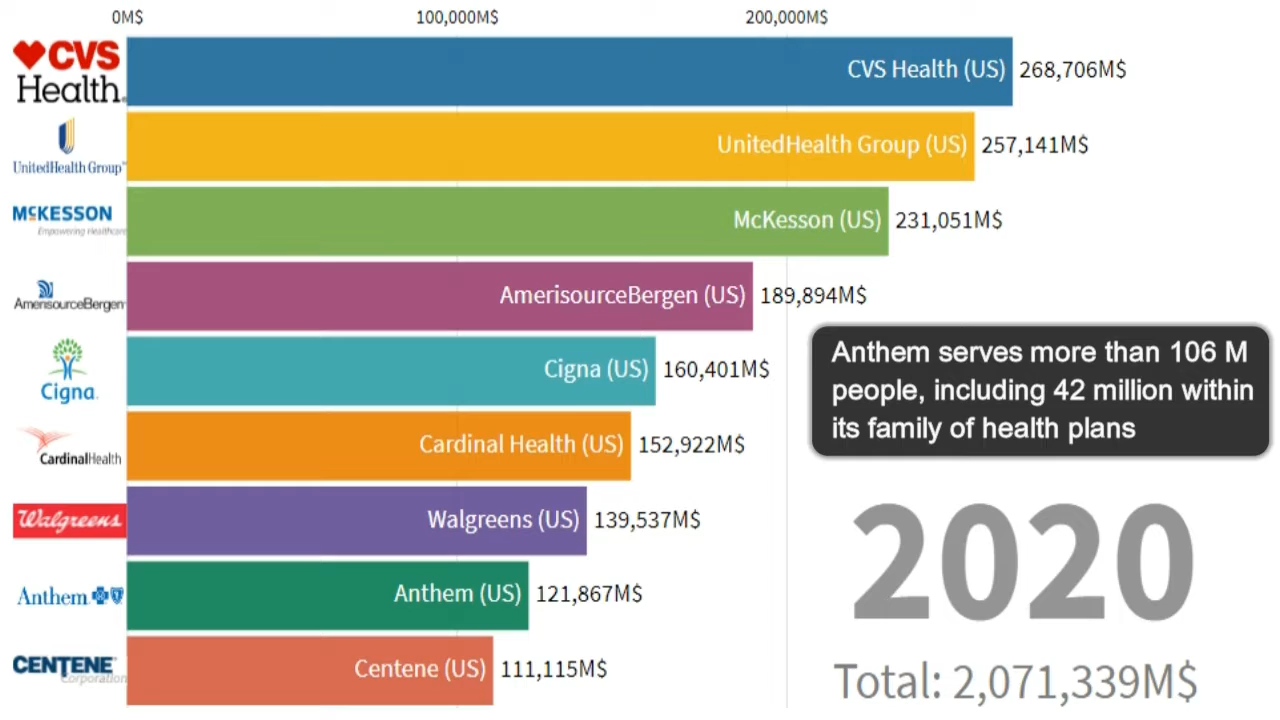 0M$ 100,000M$ 200,000M$
CVS
Health
CVS Health (US) 268,706M$
UnitedHealth Group
UnitedHealth Group (US) 257,141M$
MCKESSON
Empowering Healthcare
McKesson (US) 231,051M$
AmerisourceBergen
AmerisourceBergen (US) 189,894M$
Cigna
Cigna (US) 160,401M$
Anthem serves more than 106 M
people, including 42 million within
its family of health plans
CardinalHealth
Cardinal Health (US) 152,922M$
Walgreens
Walgreens (US) 139,537M$
2020
Anthem
Anthem (US) 121,867M$
CENTENE
Corporation
Centene (US) 111,115M$
Total: 2,071,339M$